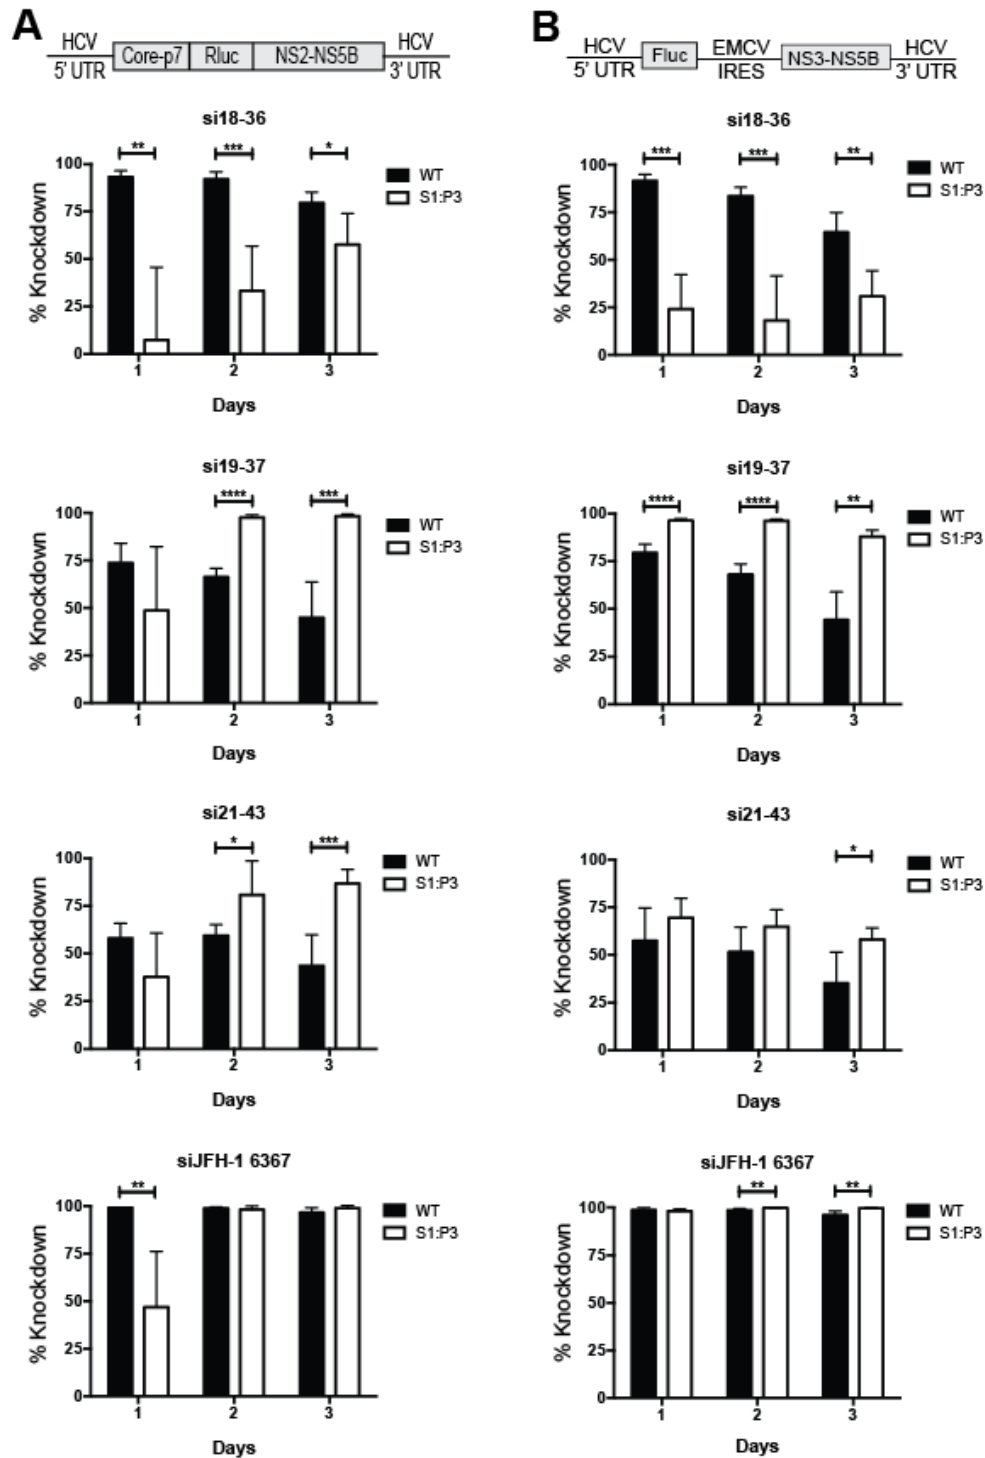 A
HCV
5' UTR
Core-p7
Rluc
NS2-NS5B
HCV
3' UTR
si18-36
** *** *
% Knockdown
100
75
50
25
0
1 2 3
Days
WT
S1:P3
si19-37
**** ***
% Knockdown
100
75
50
25
0
1 2 3
Days
WT
S1:P3
si21-43
* ***
% Knockdown
100
75
50
25
0
1 2 3
Days
WT
S1:P3
siJFH-1 6367
**
% Knockdown
100
75
50
25
0
1 2 3
Days
WT
S1:P3
B
HCV
5' UTR
Fluc
EMCV
IRES
NS3-NS5B
HCV
3' UTR
si18-36
*** *** **
% Knockdown
100
75
50
25
0
1 2 3
Days
WT
S1:P3
si19-37
**** **** **
% Knockdown
100
75
50
25
0
1 2 3
Days
WT
S1:P3
si21-43
*
% Knockdown
100
75
50
25
0
1 2 3
Days
WT
S1:P3
siJFH-1 6367
** **
% Knockdown
100
75
50
25
0
1 2 3
Days
WT
S1:P3